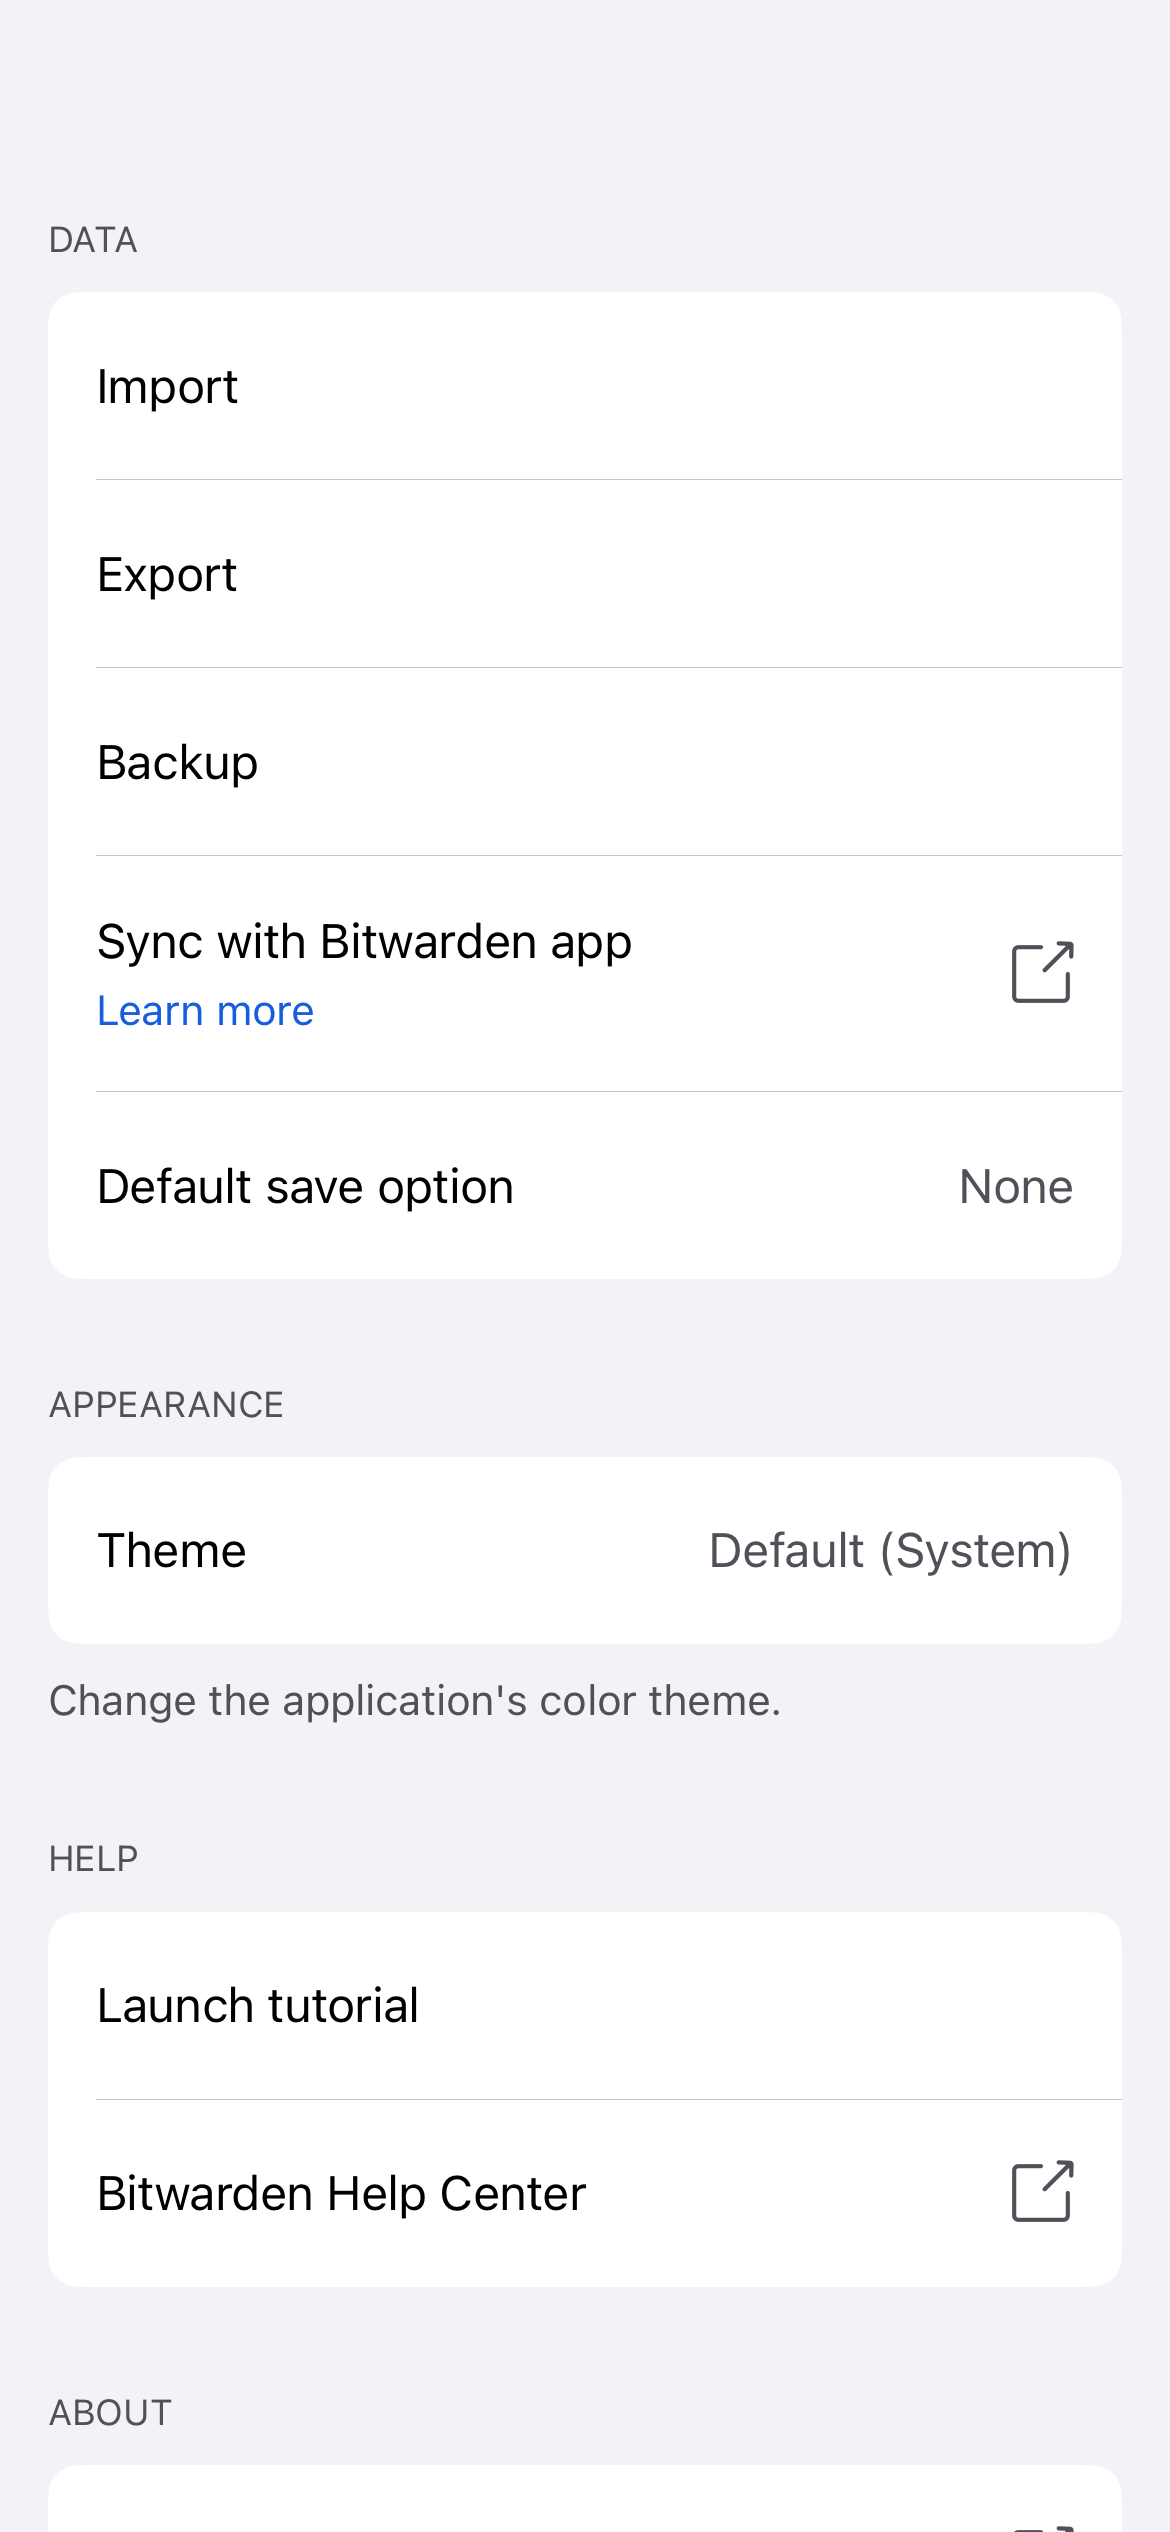 DATA
Import
Export
Backup
Sync with Bitwarden app
Learn more
Default save option None
APPEARANCE
Theme Default (System)
Change the application's color theme.
HELP
Launch tutorial
Bitwarden Help Center
ABOUT